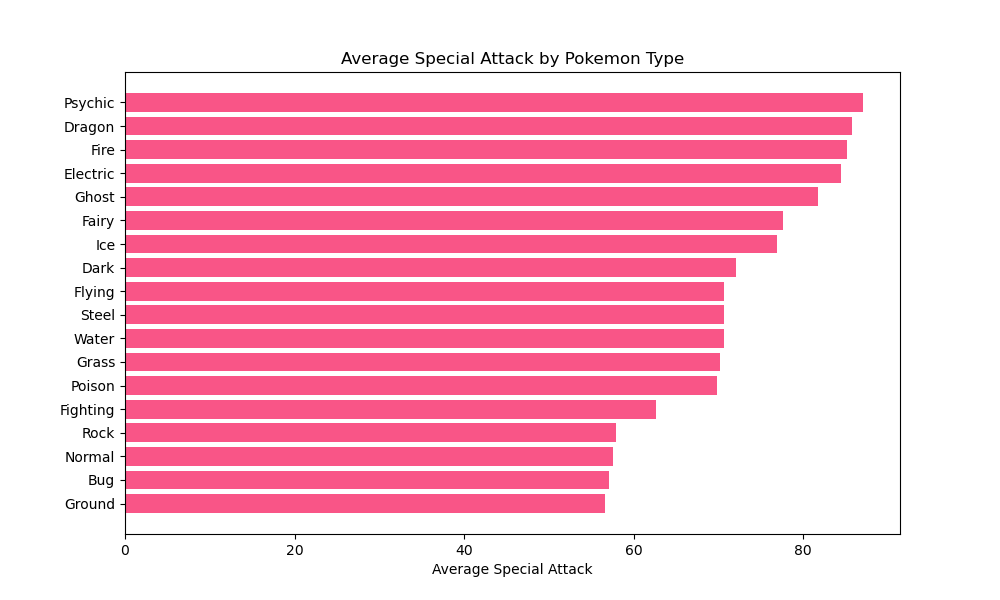 Average Special Attack by Pokemon Type
Psychic
Dragon
Fire
Electric
Ghost
Fairy
Ice
Dark
Flying
Steel
Water
Grass
Poison
Fighting
Rock
Normal
Bug
Ground
0 20 40 60 80
Average Special Attack